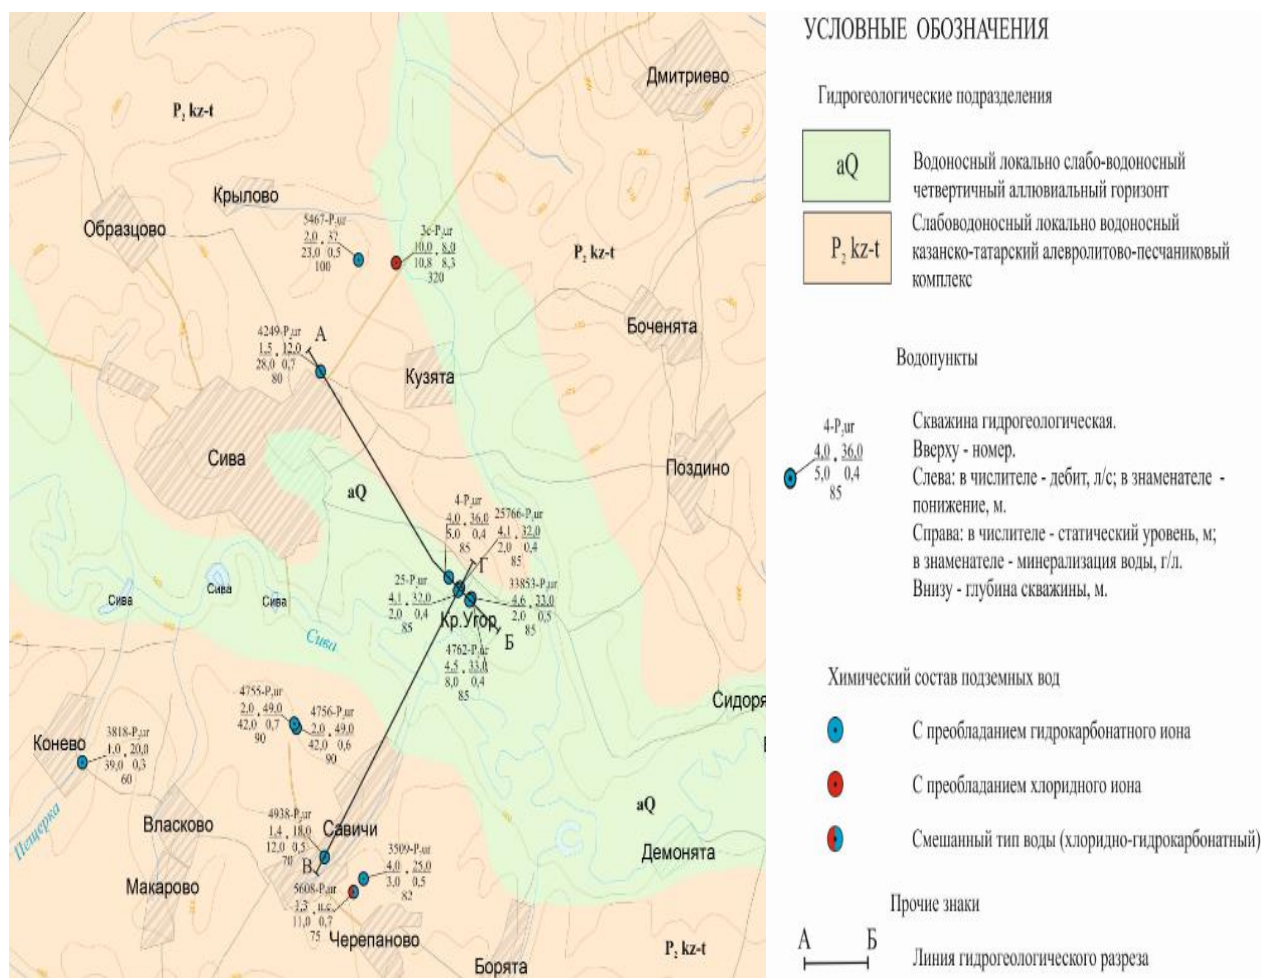 УСЛОВНЫЕ ОБОЗНАЧЕНИЯ
Гидрогеологические подразделения
aQ
Водоносный локально слабо-водоносный
четвертичный аллювиальный горизонт
P₂ kz-t
Слабоводоносный локально водоносный
казанско-татарский алевролитово-песчаниковый
комплекс
Водопункты
4-P₂ur
4,0 36,0
5,0 0,4
85
Скважина гидрогеологическая.
Вверху - номер.
Слева: в числителе - дебит, л/с; в знаменателе -
понижение, м.
Справа: в числителе - статический уровень, м;
в знаменателе - минерализация воды, г/л.
Внизу - глубина скважины, м.
Химический состав подземных вод
С преобладанием гидрокарбонатного иона
С преобладанием хлоридного иона
Смешанный тип воды (хлоридно-гидрокарбонатный)
Прочие знаки
А Б
Линия гидрогеологического разреза
Дмитриево
P₂ kz-t
Крылово
Образцово
5467-P₂ur
2,0 37
23,0 0,5
100
3с-P₂ur
10,0 8,0
10,8 8,3
320
P₂ kz-t
Боченята
4249-P₂ur
1,5 12,0
28,0 0,7
80
А
Кузята
Сива
Поздино
aQ
4-P₂ur
4,0 36,0
5,0 0,4
85
25766-P₂ur
4,1 32,0
2,0 0,4
85
Г
25-P₂ur
4,1 32,0
2,0 0,4
85
33853-P₂ur
4,6 33,0
2,0 0,5
85
Кр.Угор
Б
4762-P₂ur
4,5 33,0
8,0 0,4
85
Сива
Сива
Сива
Сива
4755-P₂ur
2,0 49,0
42,0 0,7
90
4756-P₂ur
2,0 49,0
42,0 0,6
90
Сидоря
Конево
3818-P₂ur
1,0 20,0
39,0 0,3
60
Пещерка
Власково
Макарово
4938-P₂ur
1,4 18,0
12,0 0,5
70
Савичи
В
3509-P₂ur
4,0 25,0
3,0 0,5
82
5608-P₂ur
1,3 н.с.
11,0 0,7
75
Черепаново
Борята
aQ
Демонята
P₂ kz-t